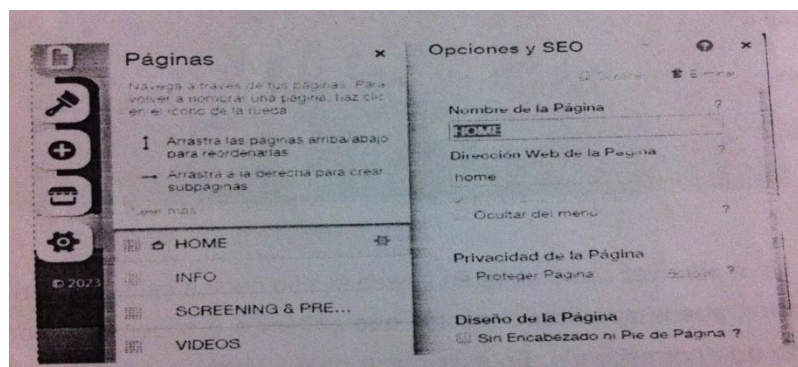 Páginas ×
Navega a través de tus páginas. Para
volver a nombrar una página, haz clic
en el icono de la rueda.
Arrastra las páginas arriba/abajo
para reordenarlas
Arrastra a la derecha para crear
subpáginas
Leer más
HOME
INFO
SCREENING & PRE...
VIDEOS
© 2023
Opciones y SEO ? ×
Eliminar
Nombre de la Página ?
HOME
Dirección Web de la Página ?
home
Ocultar del menú ?
Privacidad de la Página
Proteger Página ?
Diseño de la Página
Sin Encabezado ni Pie de Página ?